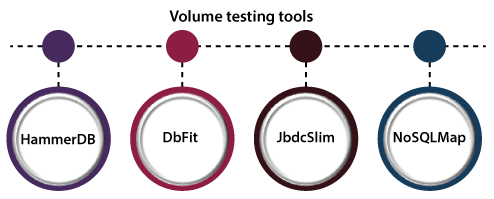 Volume testing tools
HammerDB
DbFit
JbdcSlim
NoSQLMap